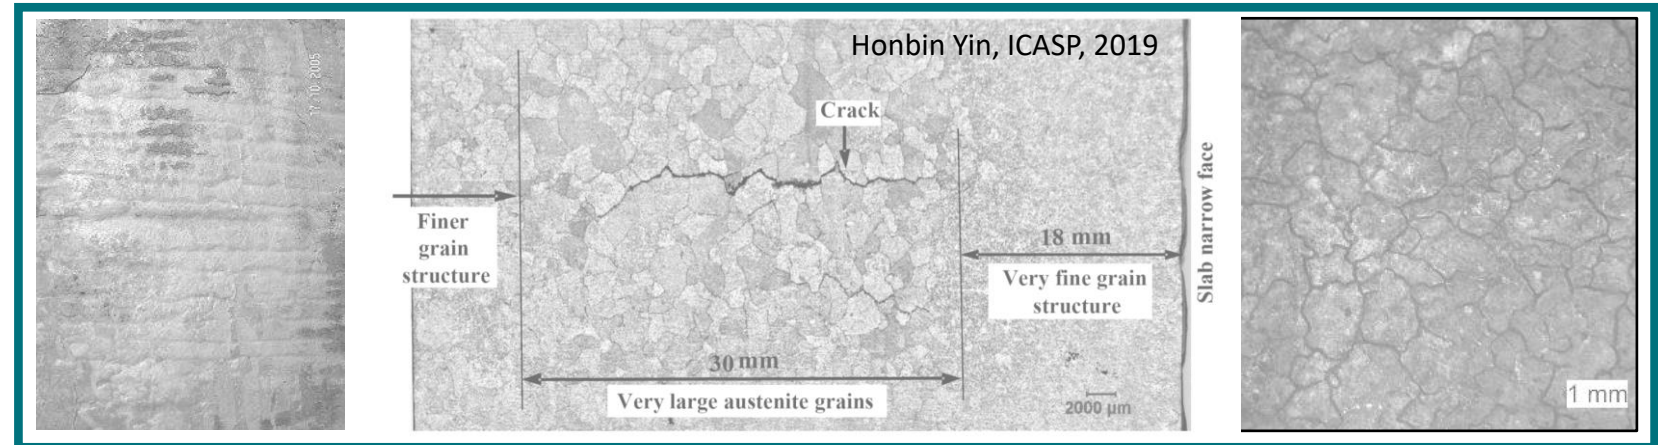 17 10 2005
Honbin Yin, ICASP, 2019
Crack
Finer
grain
structure
18 mm
Very fine grain
structure
Slab narrow face
30 mm
Very large austenite grains
2000 µm
1 mm